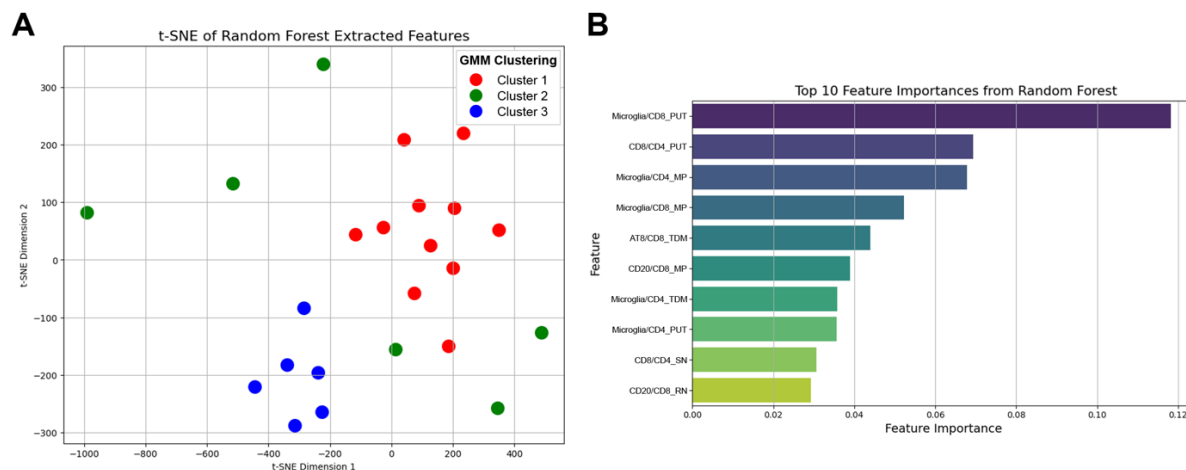 A
t-SNE of Random Forest Extracted Features
GMM Clustering
Cluster 1
Cluster 2
Cluster 3
300
200
100
0
−100
−200
−300
t-SNE Dimension 2
−1000
−800
−600
−400
−200
0
200
400
t-SNE Dimension 1
B
Top 10 Feature Importances from Random Forest
Microglia/CD8_PUT
CD8/CD4_PUT
Microglia/CD4_MP
Microglia/CD8_MP
AT8/CD8_TDM
CD20/CD8_MP
Microglia/CD4_TDM
Microglia/CD4_PUT
CD8/CD4_SN
CD20/CD8_RN
Feature
0.00
0.02
0.04
0.06
0.08
0.10
0.12
Feature Importance